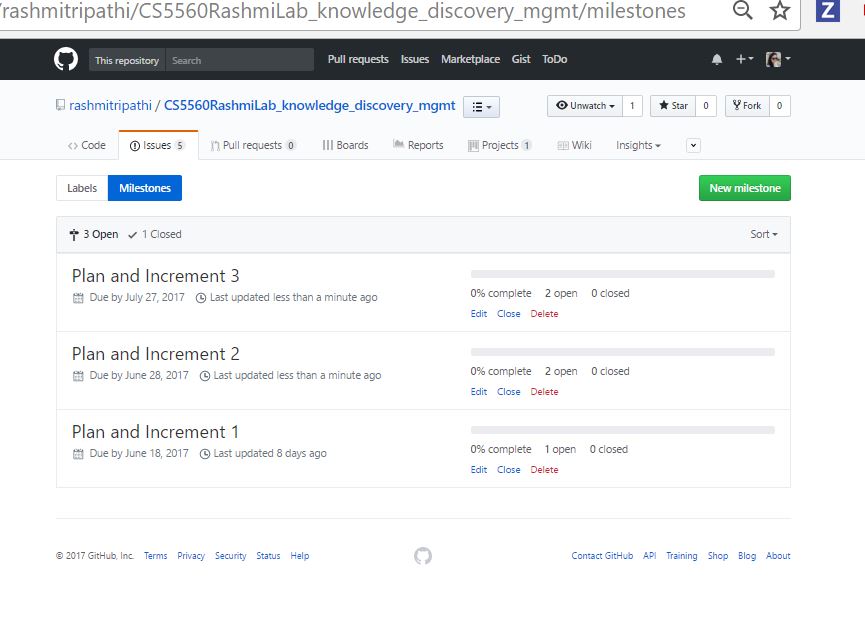 /rashmitripathi/CS5560RashmiLab_knowledge_discovery_mgmt/milestones
Z
This repository Search Pull requests Issues Marketplace Gist ToDo
rashmitripathi / CS5560RashmiLab_knowledge_discovery_mgmt Unwatch 1 Star 0 Fork 0
Code Issues 5 Pull requests 0 Boards Reports Projects 1 Wiki Insights
Labels Milestones New milestone
3 Open 1 Closed Sort
Plan and Increment 3
Due by July 27, 2017 Last updated less than a minute ago
0% complete 2 open 0 closed
Edit Close Delete
Plan and Increment 2
Due by June 28, 2017 Last updated less than a minute ago
0% complete 2 open 0 closed
Edit Close Delete
Plan and Increment 1
Due by June 18, 2017 Last updated 8 days ago
0% complete 1 open 0 closed
Edit Close Delete
© 2017 GitHub, Inc. Terms Privacy Security Status Help Contact GitHub API Training Shop Blog About